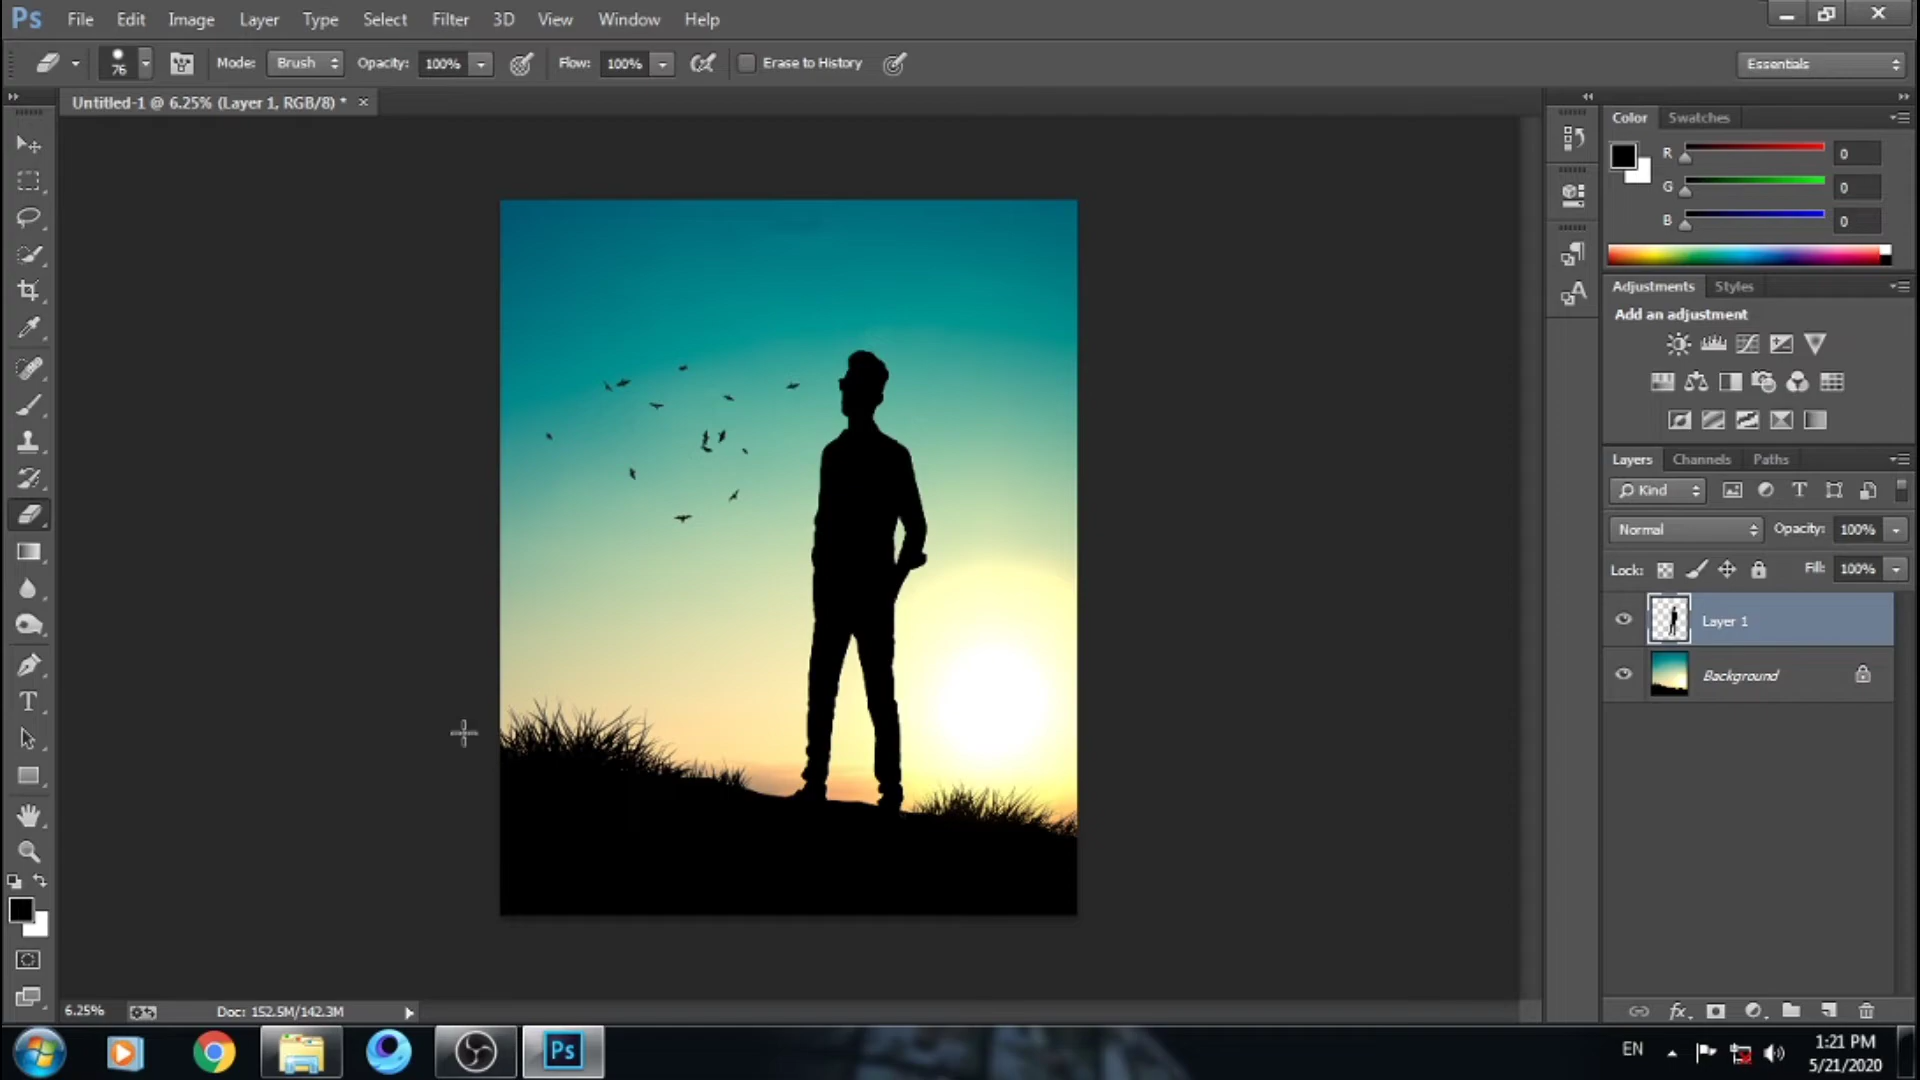 Ps File Edit Image Layer Type Select Filter 3D View Window Help
76 Mode: Brush Opacity: 100% Flow: 100% Erase to History Essentials
Untitled-1 @ 6.25% (Layer 1, RGB/8) * ×
Color Swatches
R 0
G 0
B 0
Adjustments Styles
Add an adjustment
Layers Channels Paths
Kind
Normal Opacity: 100%
Lock: Fill: 100%
Layer 1
Background
6.25% Doc: 152.5M/142.3M
fx
Ps
EN
1:21 PM
5/21/2020